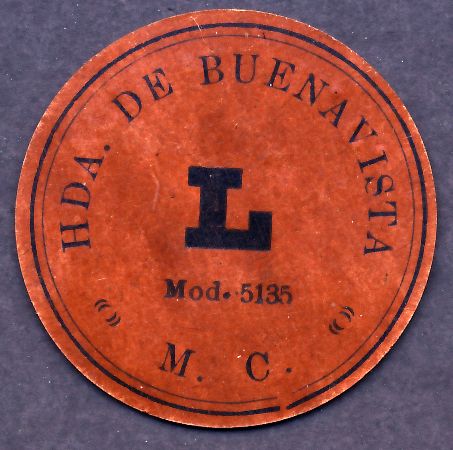 HDA. DE BUENAVISTA
L
Mod. 5135
M. C.